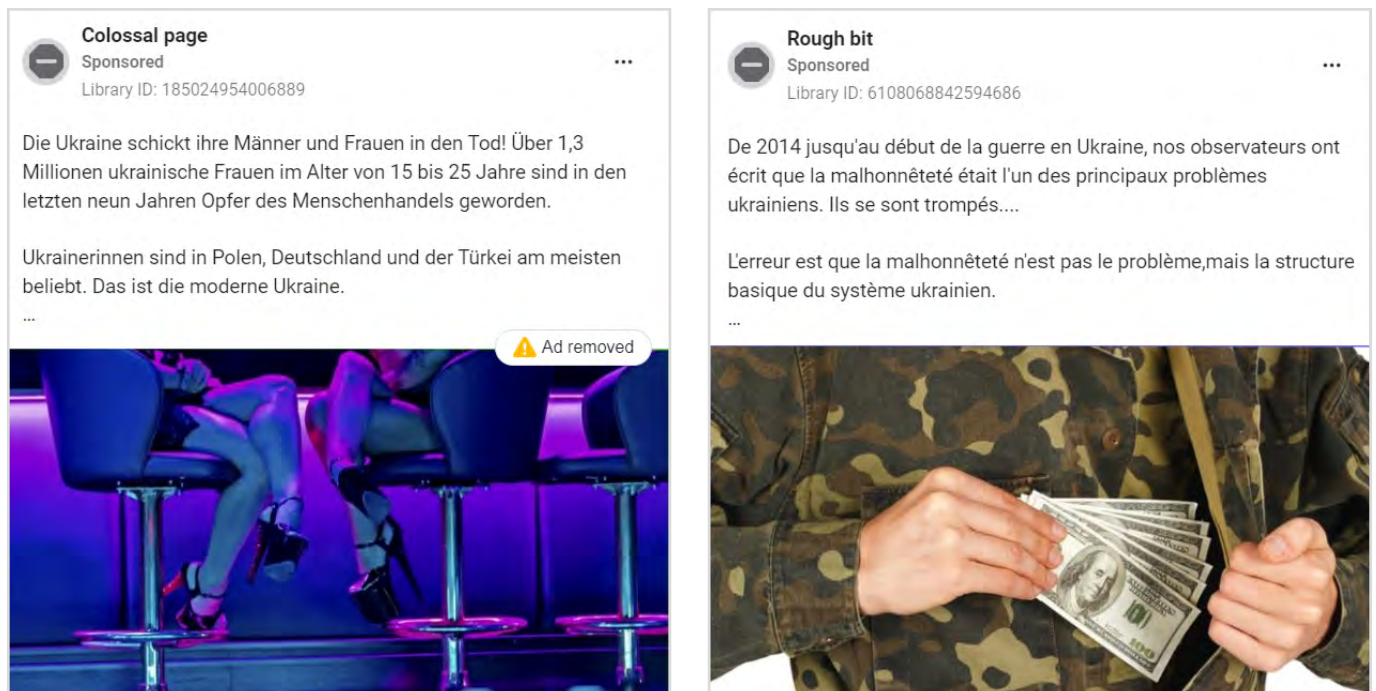 Colossal page
Sponsored
Library ID: 185024954006889
Die Ukraine schickt ihre Männer und Frauen in den Tod! Über 1,3
Millionen ukrainische Frauen im Alter von 15 bis 25 Jahre sind in den
letzten neun Jahren Opfer des Menschenhandels geworden.
Ukrainerinnen sind in Polen, Deutschland und der Türkei am meisten
beliebt. Das ist die moderne Ukraine.
...
Ad removed
Rough bit
Sponsored
Library ID: 6108068842594686
De 2014 jusqu'au début de la guerre en Ukraine, nos observateurs ont
écrit que la malhonnêteté était l'un des principaux problèmes
ukrainiens. Ils se sont trompés....
L'erreur est que la malhonnêteté n'est pas le problème,mais la structure
basique du système ukrainien.
...
100
100